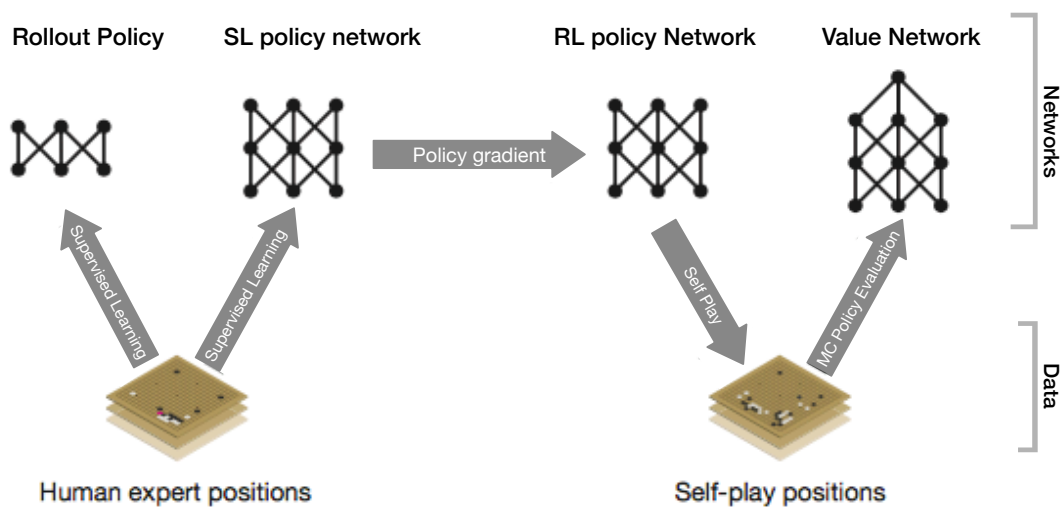 Rollout Policy
SL policy network
RL policy Network
Value Network
Networks
Policy gradient
Supervised Learning
Supervised Learning
Self Play
MC Policy Evaluation
Data
Human expert positions
Self-play positions